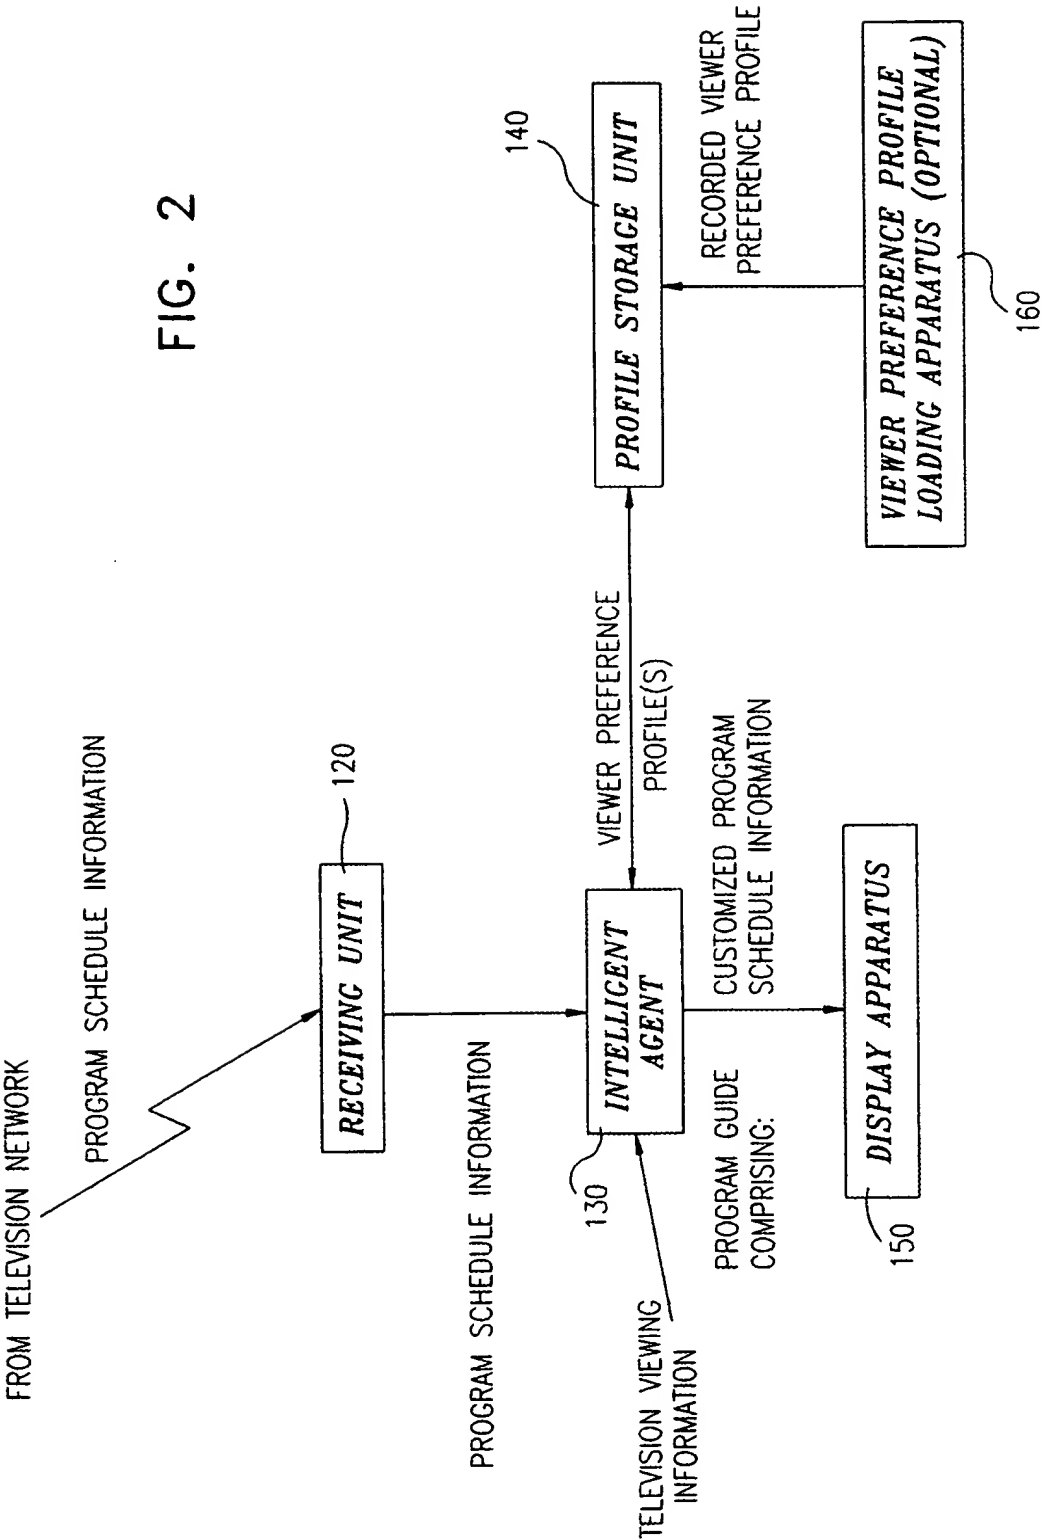 FIG. 2
FROM TELEVISION NETWORK
PROGRAM SCHEDULE INFORMATION
RECEIVING UNIT
120
PROGRAM SCHEDULE INFORMATION
130
INTELLIGENT
AGENT
TELEVISION VIEWING
INFORMATION
VIEWER PREFERENCE
PROFILE(S)
140
PROFILE STORAGE UNIT
PROGRAM GUIDE
COMPRISING:
CUSTOMIZED PROGRAM
SCHEDULE INFORMATION
RECORDED VIEWER
PREFERENCE PROFILE
150
DISPLAY APPARATUS
VIEWER PREFERENCE PROFILE
LOADING APPARATUS (OPTIONAL)
160